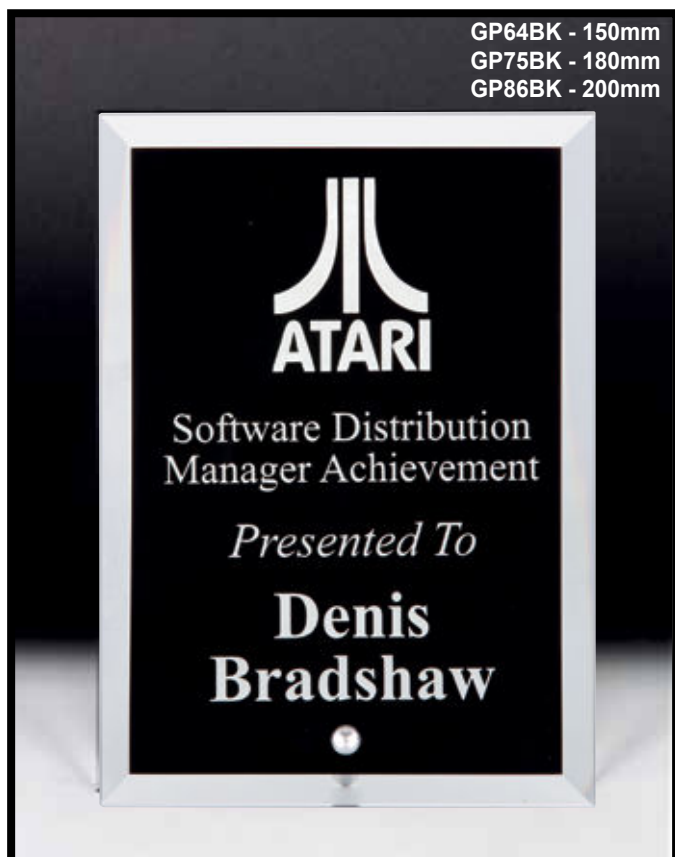 GP64BK - 150mm
GP75BK - 180mm
GP86BK - 200mm
ATARI
Software Distribution
Manager Achievement
Presented To
Denis
Bradshaw